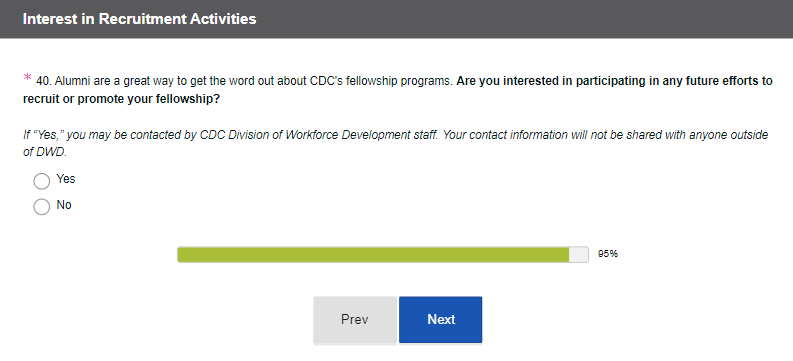 Interest in Recruitment Activities
* 40. Alumni are a great way to get the word out about CDC's fellowship programs. Are you interested in participating in any future efforts to
recruit or promote your fellowship?
If "Yes," you may be contacted by CDC Division of Workforce Development staff. Your contact information will not be shared with anyone outside
of DWD.
Yes
No
95%
Prev Next